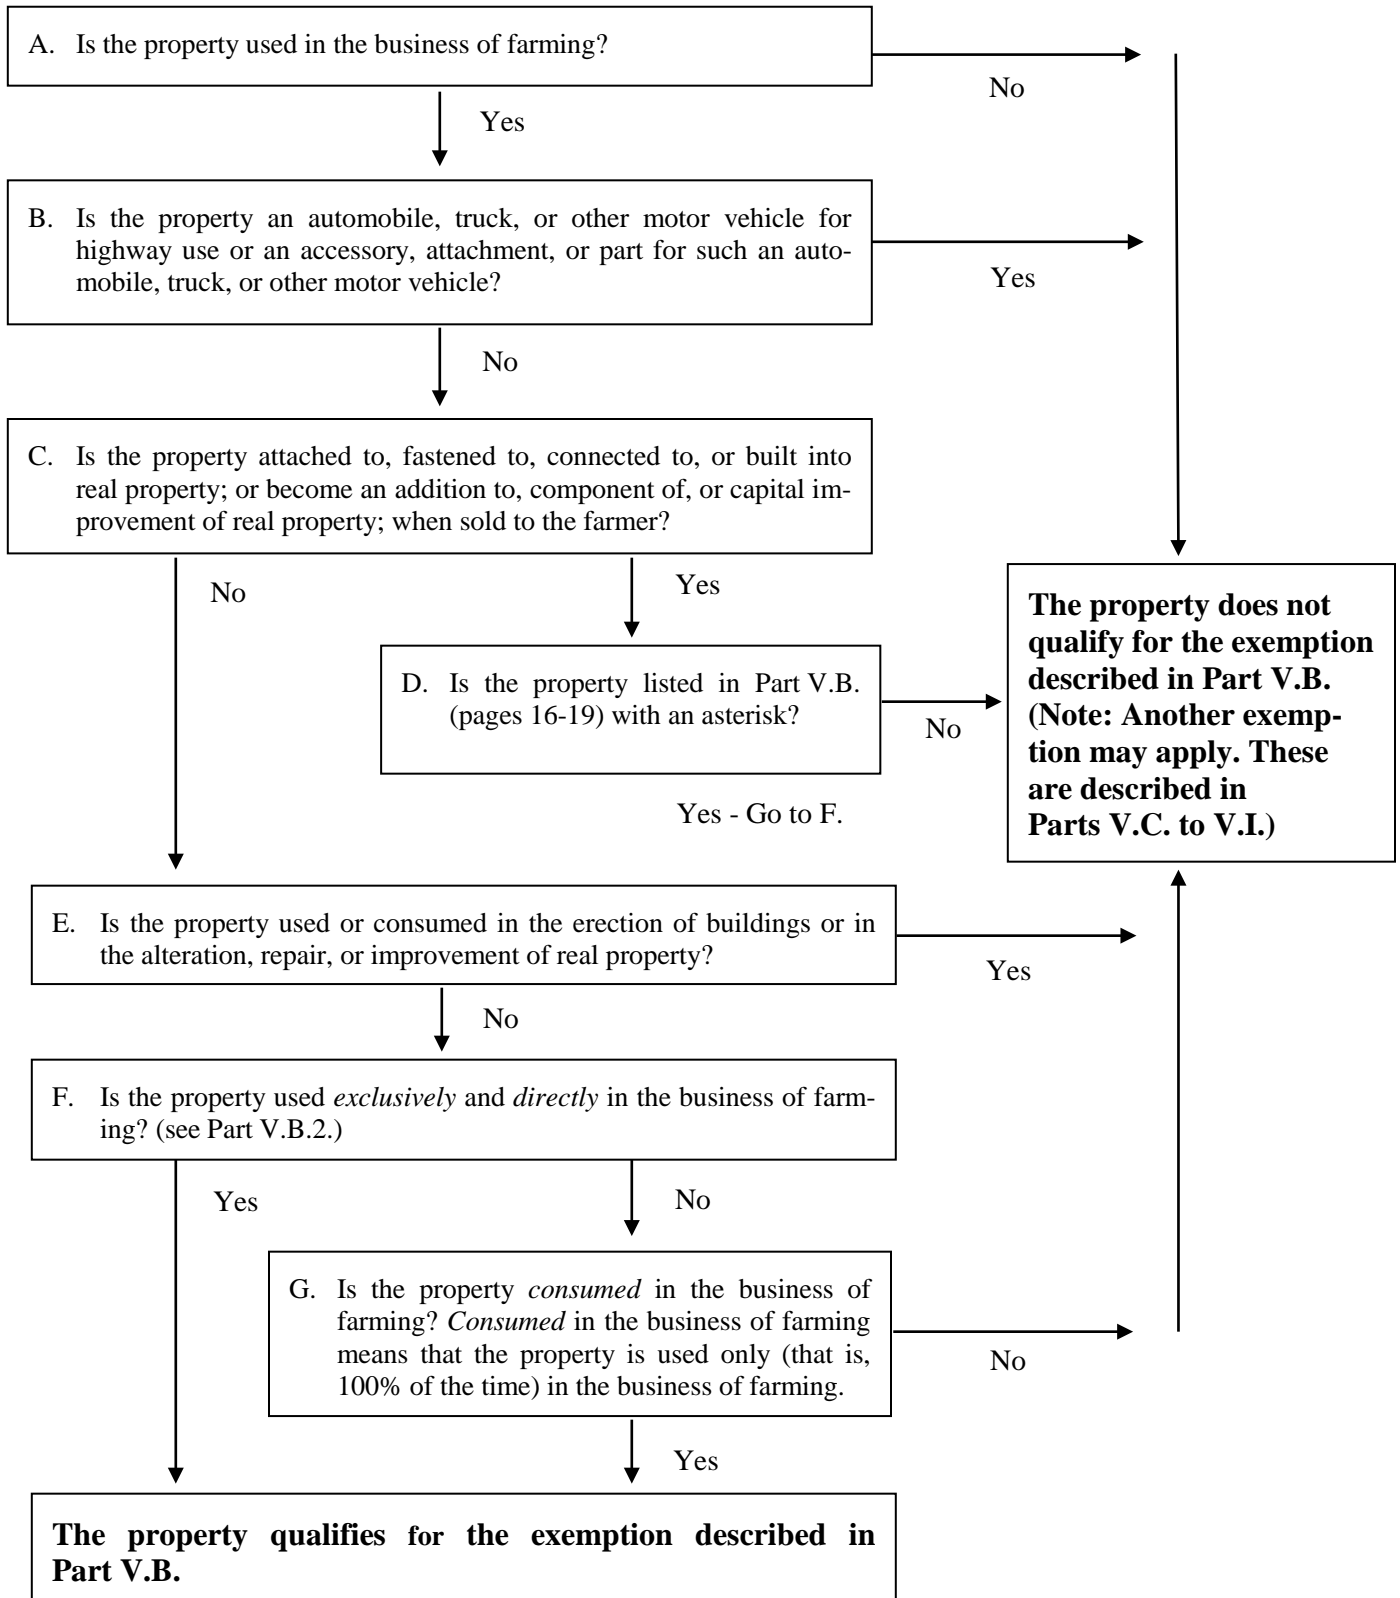 A. Is the property used in the business of farming?
No
Yes
B. Is the property an automobile, truck, or other motor vehicle for
highway use or an accessory, attachment, or part for such an auto-
mobile, truck, or other motor vehicle?
Yes
No
C. Is the property attached to, fastened to, connected to, or built into
real property; or become an addition to, component of, or capital im-
provement of real property; when sold to the farmer?
No
Yes
D. Is the property listed in Part V.B.
(pages 16-19) with an asterisk?
No
Yes - Go to F.
The property does not
qualify for the exemption
described in Part V.B.
(Note: Another exemp-
tion may apply. These
are described in
Parts V.C. to V.I.)
E. Is the property used or consumed in the erection of buildings or in
the alteration, repair, or improvement of real property?
Yes
No
F. Is the property used exclusively and directly in the business of farm-
ing? (see Part V.B.2.)
Yes
No
G. Is the property consumed in the business of
farming? Consumed in the business of farming
means that the property is used only (that is,
100% of the time) in the business of farming.
No
Yes
The property qualifies for the exemption described in
Part V.B.